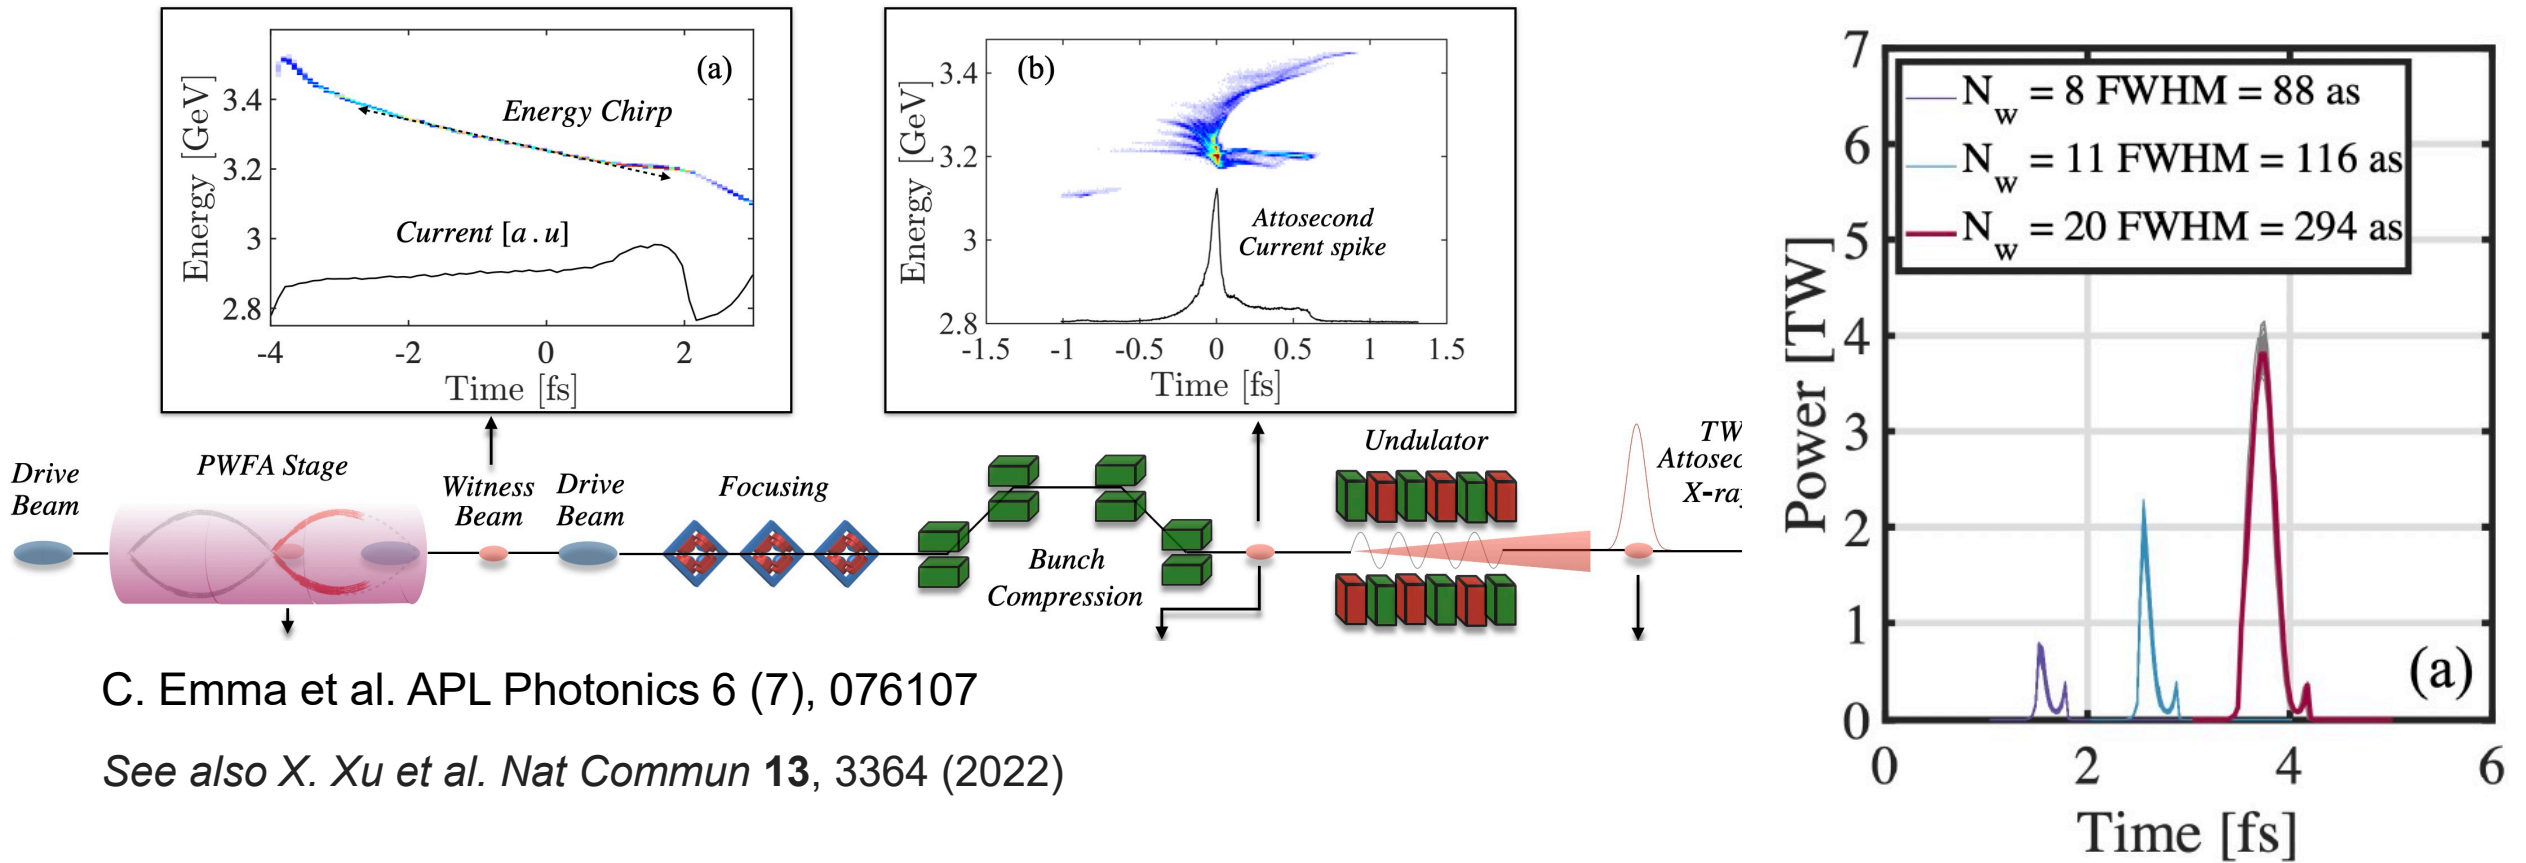 (a)
Energy Chirp
Current [a.u]
Energy [GeV]
3.4
3.2
3
2.8
-4 -2 0 2
Time [fs]
(b)
Attosecond
Current spike
Energy [GeV]
3.4
3.2
3
2.8
-1.5 -1 -0.5 0 0.5 1 1.5
Time [fs]
Drive
Beam
PWFA Stage
Witness
Beam
Drive
Beam
Focusing
Bunch
Compression
Undulator
TW
Attosec
X-ray
C. Emma et al. APL Photonics 6 (7), 076107
See also X. Xu et al. Nat Commun 13, 3364 (2022)
N_w = 8 FWHM = 88 as
N_w = 11 FWHM = 116 as
N_w = 20 FWHM = 294 as
Power [TW]
7
6
5
4
3
2
1
0
(a)
0 2 4 6
Time [fs]